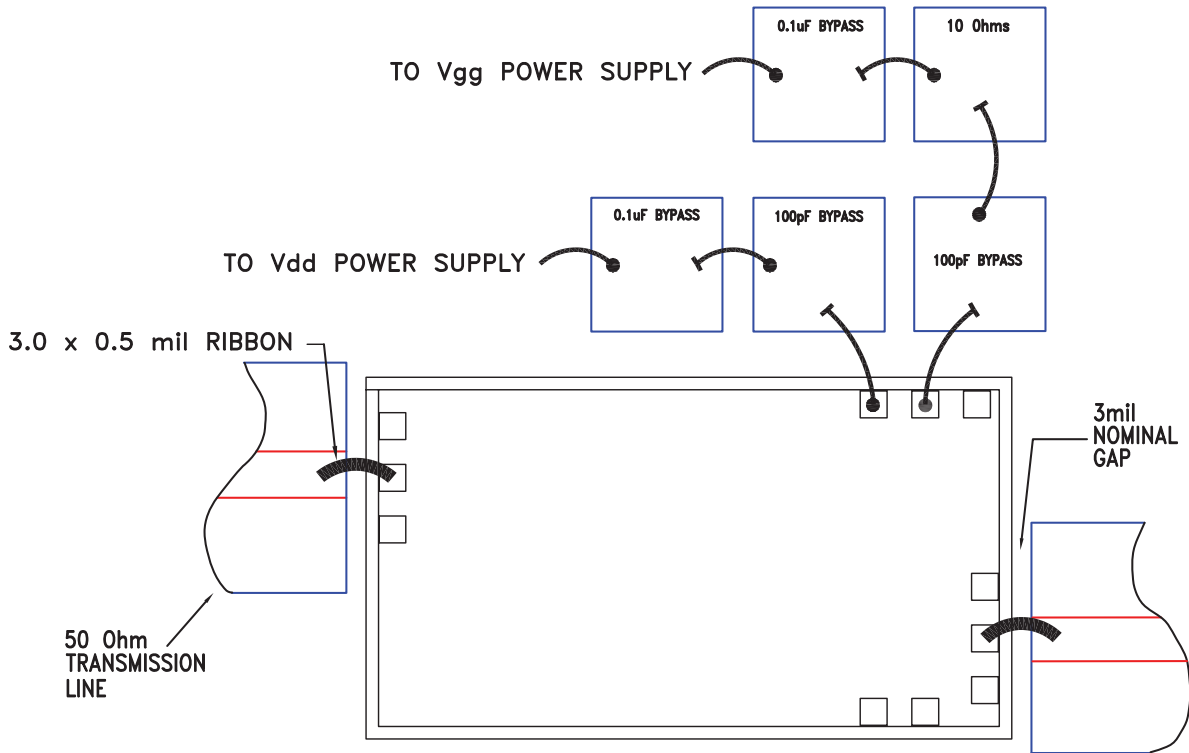 0.1uF BYPASS
10 Ohms
TO Vgg POWER SUPPLY
0.1uF BYPASS
100pF BYPASS
100pF BYPASS
TO Vdd POWER SUPPLY
3.0 x 0.5 mil RIBBON
3mil
NOMINAL
GAP
50 Ohm
TRANSMISSION
LINE